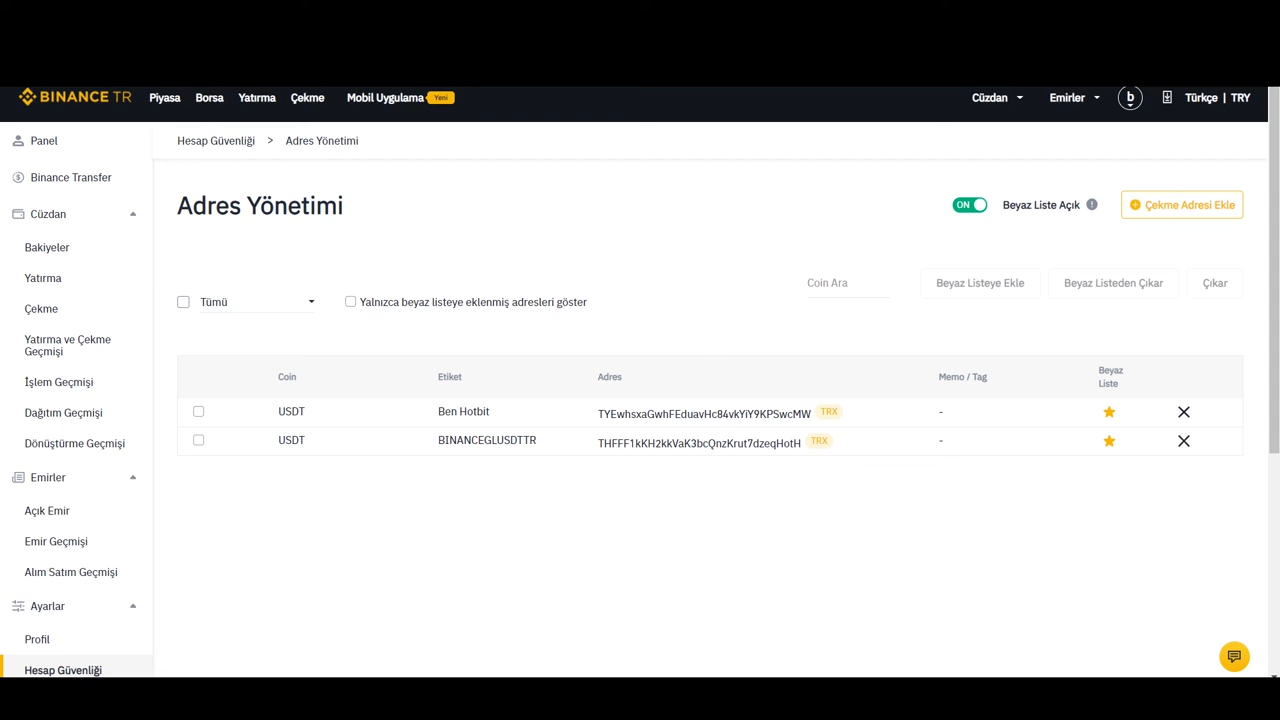 BINANCE TR Piyasa Borsa Yatırma Çekme Mobil Uygulama Yeni Cüzdan Emirler b Türkçe | TRY
Panel
Binance Transfer
Cüzdan
Bakiyeler
Yatırma
Çekme
Yatırma ve Çekme
Geçmişi
İşlem Geçmişi
Dağıtım Geçmişi
Dönüştürme Geçmişi
Emirler
Açık Emir
Emir Geçmişi
Alım Satım Geçmişi
Ayarlar
Profil
Hesap Güvenliği
Hesap Güvenliği > Adres Yönetimi
Adres Yönetimi
ON Beyaz Liste Açık Çekme Adresi Ekle
Tümü Yalnızca beyaz listeye eklenmiş adresleri göster Coin Ara Beyaz Listeye Ekle Beyaz Listeden Çıkar Çıkar
Coin Etiket Adres Memo / Tag Beyaz
Liste
USDT Ben Hotbit TYEwhsxaGwhFEduavHc84vkYiY9KPSwcMW TRX -
USDT BINANCEGLUSDTTR THFFF1kKH2kkVaK3bcQnzKrut7dzeqHotH TRX -